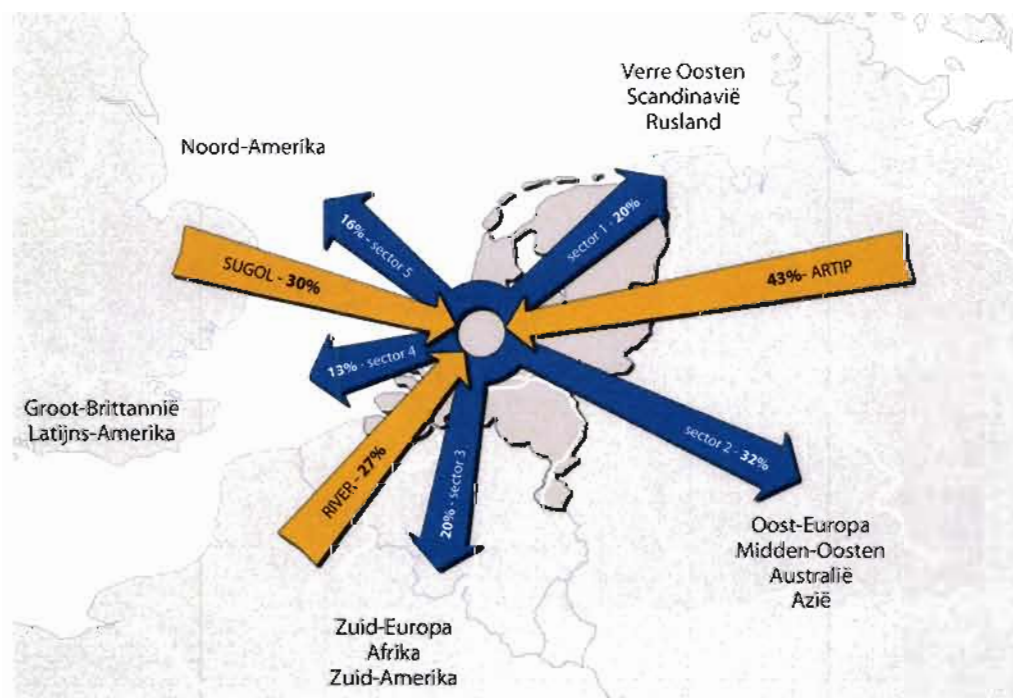 Verre Oosten
Scandinavië
Rusland
Noord-Amerika
16% - sector 5
sector 1 - 20%
SUGOL - 30%
43%- ARTIP
13% - sector 4
Groot-Brittannië
Latijns-Amerika
RIVER - 27%
20% - sector 3
sector 2 - 32%
Oost-Europa
Midden-Oosten
Australië
Azië
Zuid-Europa
Afrika
Zuid-Amerika